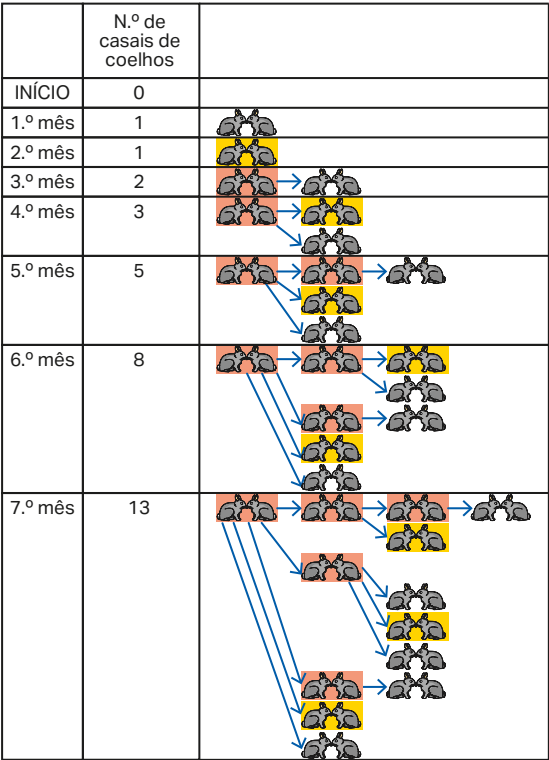 N.º de
casais de
coelhos
INÍCIO 0
1.º mês 1
2.º mês 1
3.º mês 2
4.º mês 3
5.º mês 5
6.º mês 8
7.º mês 13